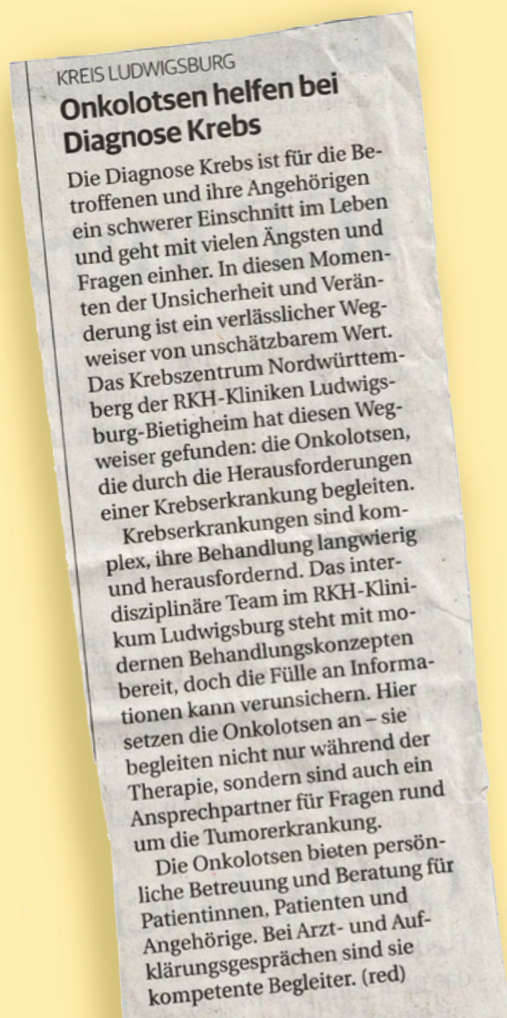 KREIS LUDWIGSBURG
Onkolotsen helfen bei
Diagnose Krebs
Die Diagnose Krebs ist für die Be-
troffenen und ihre Angehörigen
ein schwerer Einschnitt im Leben
und geht mit vielen Ängsten und
Fragen einher. In diesen Momen-
ten der Unsicherheit und Verän-
derung ist ein verlässlicher Weg-
weiser von unschätzbarem Wert.
Das Krebszentrum Nordwürttem-
berg der RKH-Kliniken Ludwigs-
burg-Bietigheim hat diesen Weg-
weiser gefunden: die Onkolotsen,
die durch die Herausforderungen
einer Krebserkrankung begleiten.
Krebserkrankungen sind kom-
plex, ihre Behandlung langwierig
und herausfordernd. Das inter-
disziplinäre Team im RKH-Klini-
kum Ludwigsburg steht mit mo-
dernen Behandlungskonzepten
bereit, doch die Fülle an Informa-
tionen kann verunsichern. Hier
setzen die Onkolotsen an – sie
begleiten nicht nur während der
Therapie, sondern sind auch ein
Ansprechpartner für Fragen rund
um die Tumorerkrankung.
Die Onkolotsen bieten persön-
liche Betreuung und Beratung für
Patientinnen, Patienten und
Angehörige. Bei Arzt- und Auf-
klärungsgesprächen sind sie
kompetente Begleiter. (red)